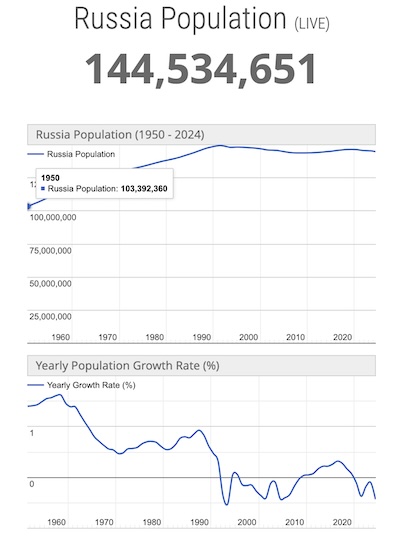 Russia Population (LIVE)
144,534,651
Russia Population (1950 - 2024)
Russia Population
1950
Russia Population: 103,392,360
100,000,000
75,000,000
50,000,000
25,000,000
1960 1970 1980 1990 2000 2010 2020
Yearly Population Growth Rate (%)
Yearly Growth Rate (%)
1
0
1960 1970 1980 1990 2000 2010 2020